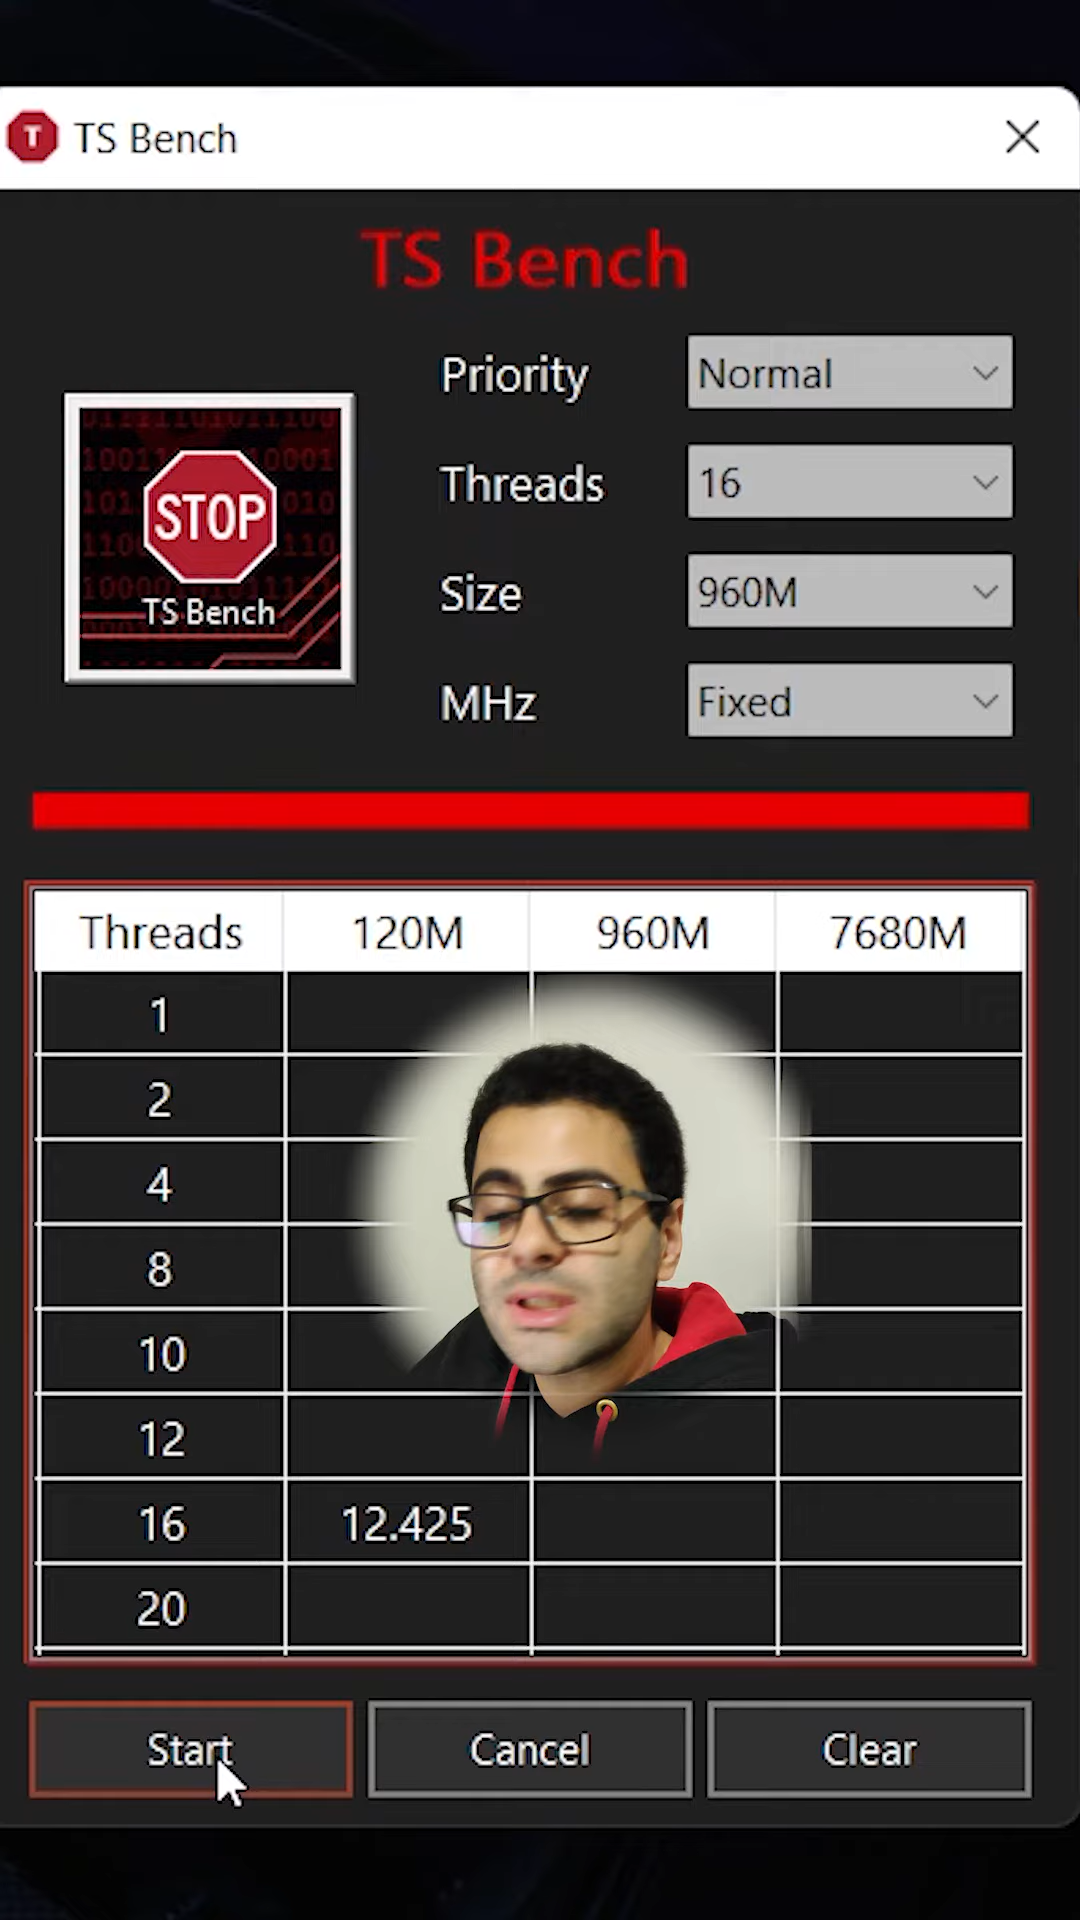 T TS Bench
TS Bench
Priority Normal
Threads 16
Size 960M
MHz Fixed
STOP
TS Bench
Threads 120M 960M 7680M
1
2
4
8
10
12
16 12.425
20
Start Cancel Clear